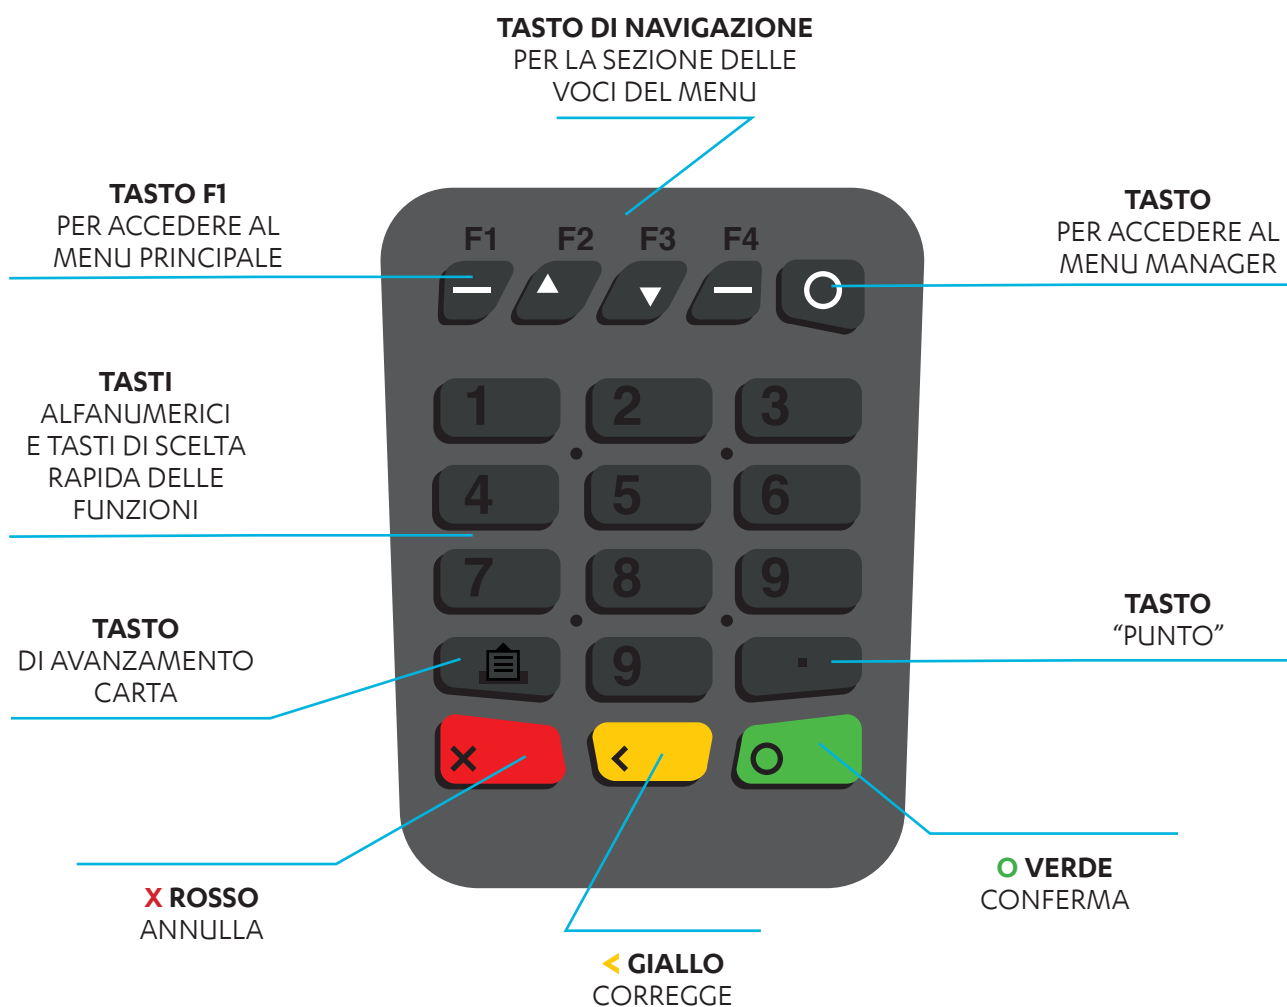 TASTO DI NAVIGAZIONE
PER LA SEZIONE DELLE
VOCI DEL MENU
TASTO F1
PER ACCEDERE AL
MENU PRINCIPALE
TASTO
PER ACCEDERE AL
MENU MANAGER
F1 F2 F3 F4
TASTI
ALFANUMERICI
E TASTI DI SCELTA
RAPIDA DELLE
FUNZIONI
1 2 3
4 5 6
7 8 9
9 .
TASTO
DI AVANZAMENTO
CARTA
TASTO
“PUNTO”
X ROSSO
ANNULLA
< GIALLO
CORREGGE
O VERDE
CONFERMA